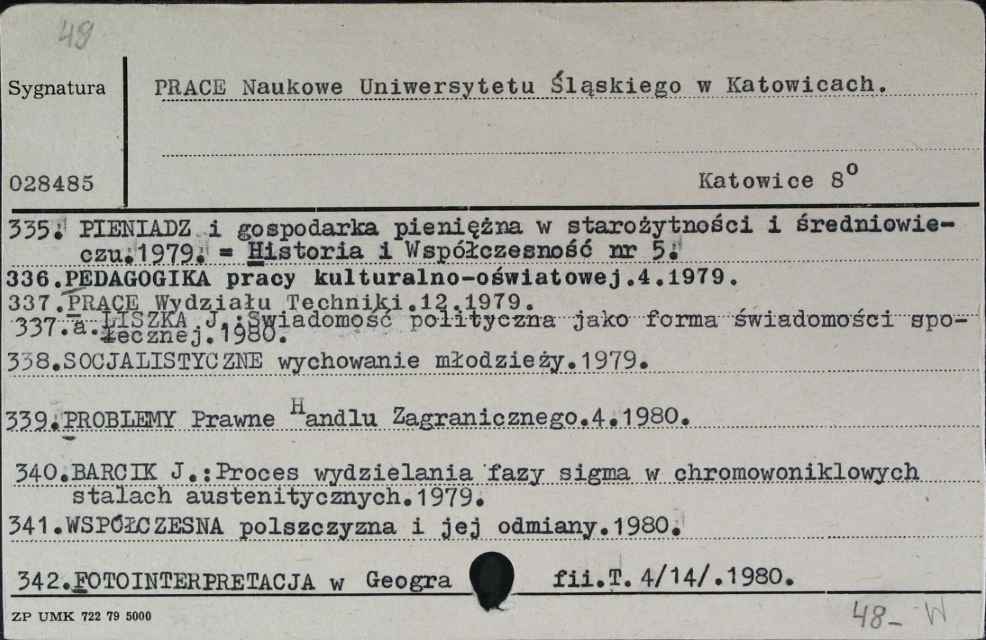 49
Sygnatura
PRACE Naukowe Uniwersytetu Śląskiego w Katowicach.
028485
Katowice 8⁰
335. PIENIADZ i gospodarka pieniężna w starożytności i średniowie-
czu.1979. = Historia i Współczesność nr 5.
336.PEDAGOGIKA pracy kulturalno-oświatowej.4.1979.
337.PRACE Wydziału Techniki.12.1979.
337.a.LISZKA J.:Świadomość polityczna jako forma świadomości spo-
łecznej.1980.
338.SOCJALISTYCZNE wychowanie młodzieży.1979.
339.PROBLEMY Prawne Handlu Zagranicznego.4.1980.
340.BARCIK J.:Proces wydzielania fazy sigma w chromowoniklowych
stalach austenitycznych.1979.
341.WSPÓŁCZESNA polszczyzna i jej odmiany.1980.
342.FOTOINTERPRETACJA w Geogra fii.T. 4/14/.1980.
ZP UMK 722 79 5000
48- W